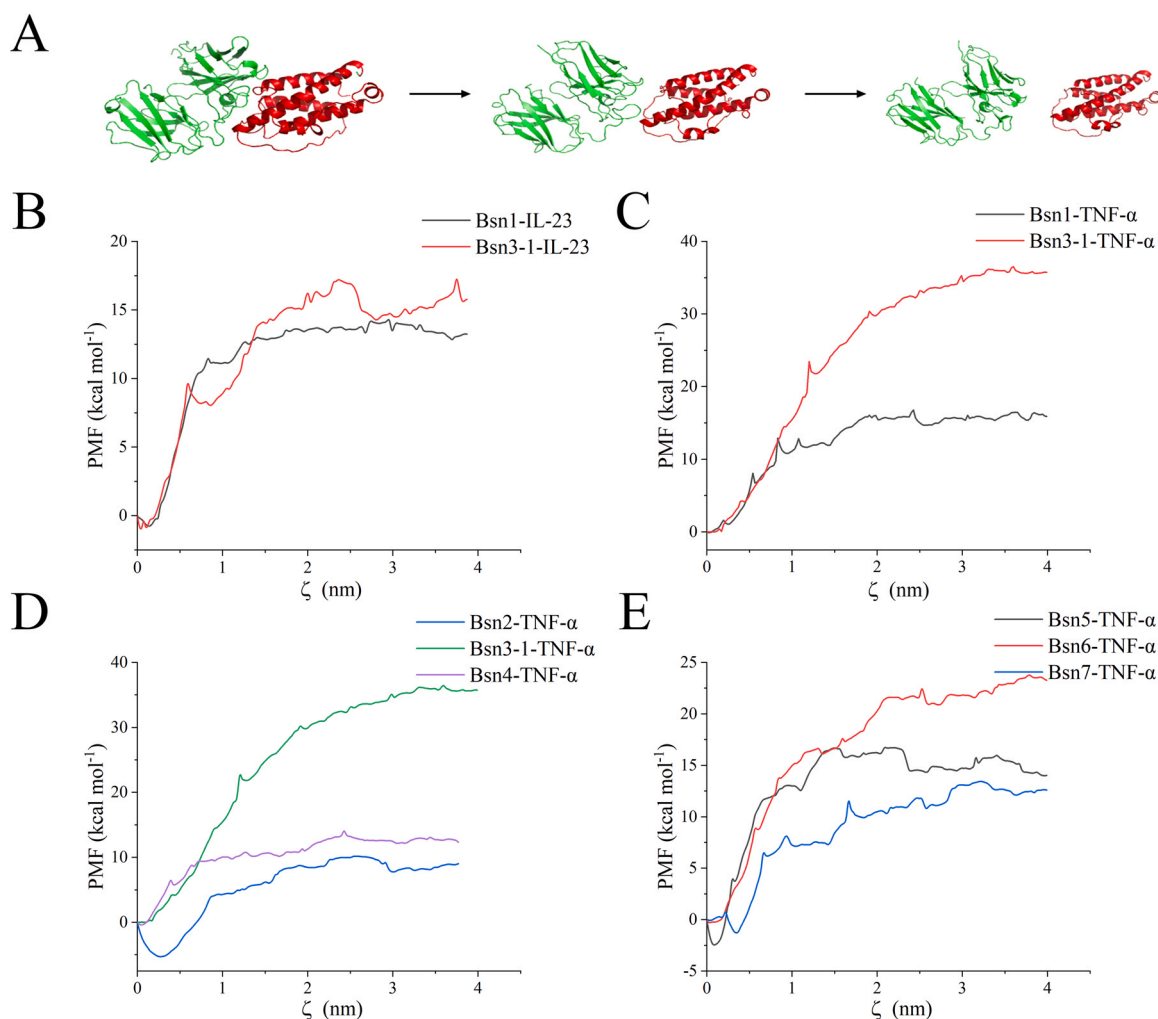 A
B
Bsn1-IL-23
Bsn3-1-IL-23
20
15
10
5
0
PMF (kcal mol⁻¹)
0 1 2 3 4
ζ (nm)
C
Bsn1-TNF-α
Bsn3-1-TNF-α
40
30
20
10
0
PMF (kcal mol⁻¹)
0 1 2 3 4
ζ (nm)
D
Bsn2-TNF-α
Bsn3-1-TNF-α
Bsn4-TNF-α
40
30
20
10
0
PMF (kcal mol⁻¹)
0 1 2 3 4
ζ (nm)
E
Bsn5-TNF-α
Bsn6-TNF-α
Bsn7-TNF-α
25
20
15
10
5
0
-5
PMF (kcal mol⁻¹)
0 1 2 3 4
ζ (nm)